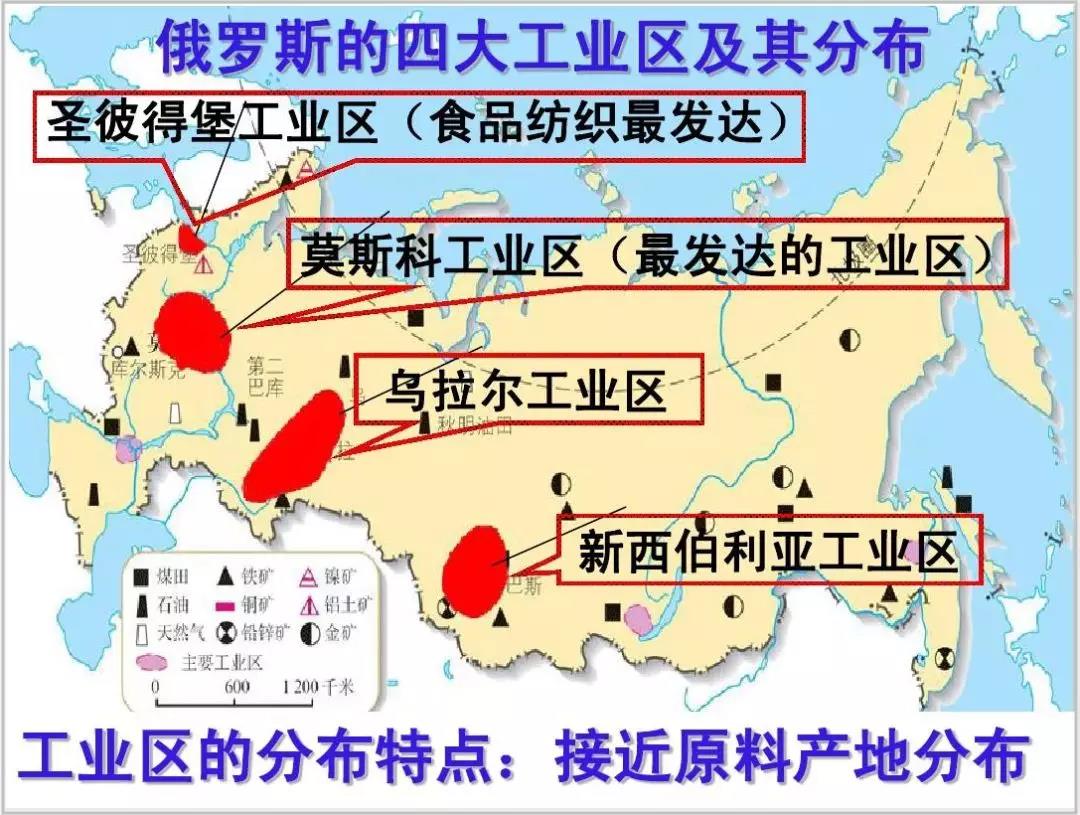 俄罗斯的四大工业区及其分布
圣彼得堡工业区（食品纺织最发达）
圣彼得堡
莫斯科工业区（最发达的工业区）
库尔斯克
第二
巴库
乌拉尔工业区
拉
秋明油田
新西伯利亚工业区
巴斯
煤田 铁矿 镍矿
石油 铜矿 铝土矿
天然气 铅锌矿 金矿
主要工业区
0 600 1 200 千米
工业区的分布特点：接近原料产地分布